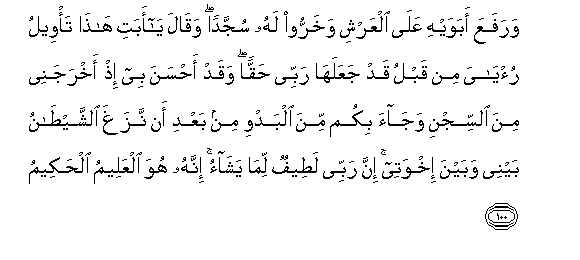 وَرَفَعَ أَبَوَيْهِ عَلَى ٱلْعَرْشِ وَخَرُّوا۟ لَهُۥ سُجَّدًا ۖ وَقَالَ يَـٰٓأَبَتِ هَـٰذَا تَأْوِيلُ
رُءْيَـٰىَ مِن قَبْلُ قَدْ جَعَلَهَا رَبِّى حَقًّا ۖ وَقَدْ أَحْسَنَ بِىٓ إِذْ أَخْرَجَنِى
مِنَ ٱلسِّجْنِ وَجَآءَ بِكُم مِّنَ ٱلْبَدْوِ مِنۢ بَعْدِ أَن نَّزَغَ ٱلشَّيْطَـٰنُ
بَيْنِى وَبَيْنَ إِخْوَتِىٓ ۚ إِنَّ رَبِّى لَطِيفٌ لِّمَا يَشَآءُ ۚ إِنَّهُۥ هُوَ ٱلْعَلِيمُ ٱلْحَكِيمُ
١٠٠